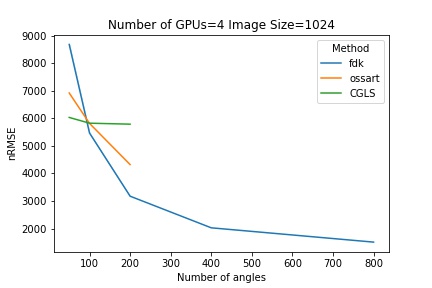 Number of GPUs=4 Image Size=1024
Method
fdk
ossart
CGLS
nRMSE
9000
8000
7000
6000
5000
4000
3000
2000
100 200 300 400 500 600 700 800
Number of angles